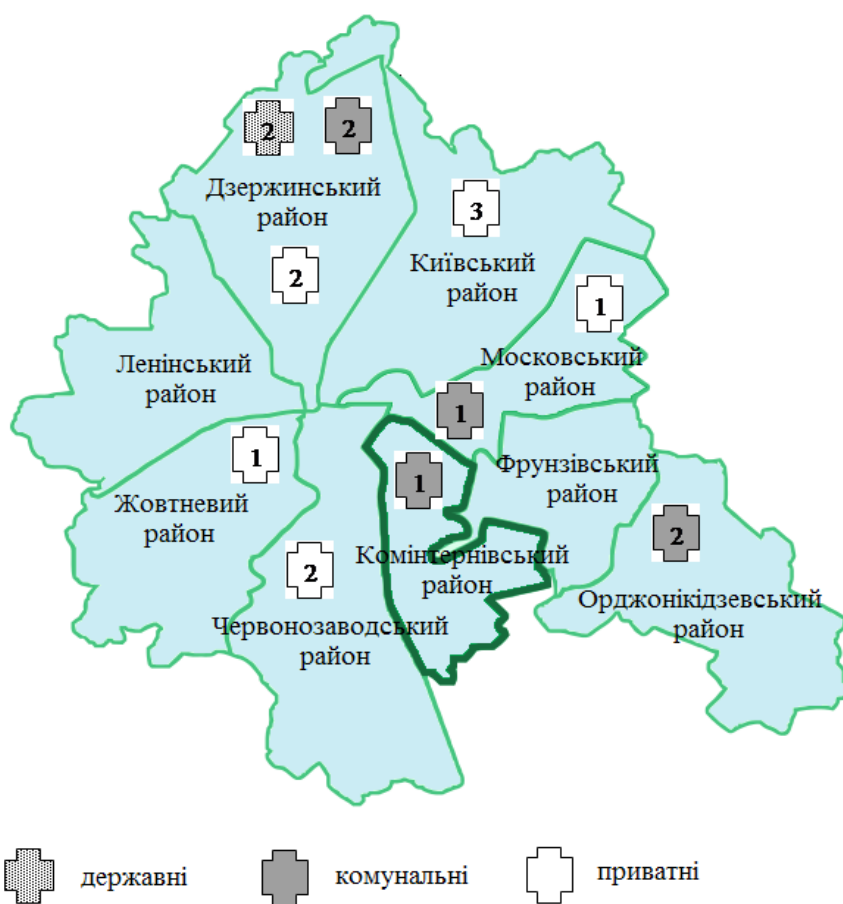 2
2
Дзержинський
район
2
3
Київський
район
1
Московський
район
Ленінський
район
1
1
Жовтневий
район
1
Фрунзівський
район
2
Комінтернівський
район
2
Орджонікідзевський
район
Червонозаводський
район
державні
комунальні
приватні